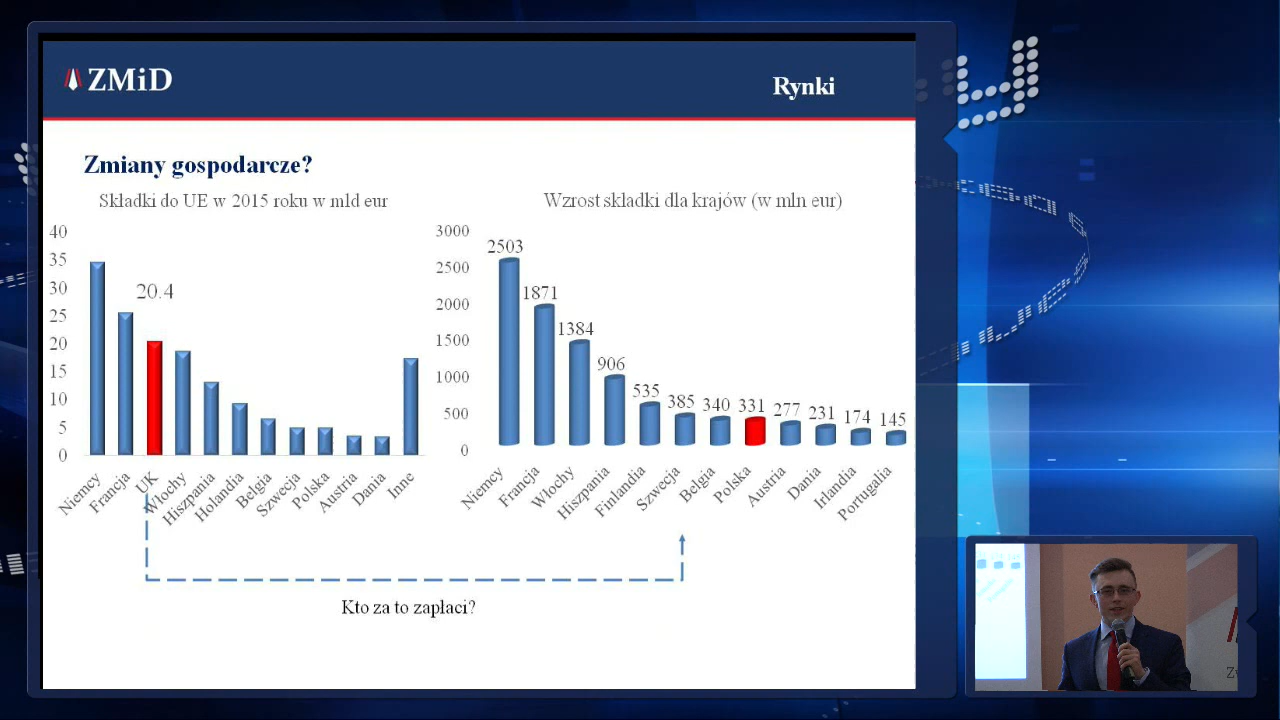 ZMiD
Rynki
Zmiany gospodarcze?
Składki do UE w 2015 roku w mld eur
40
35
30
25
20
15
10
5
0
20.4
Niemcy
Francja
UK
Włochy
Hiszpania
Holandia
Belgia
Szwecja
Polska
Austria
Dania
Inne
Wzrost składki dla krajów (w mln eur)
3000
2500
2000
1500
1000
500
0
2503
1871
1384
906
535
385
340
331
277
231
174
145
Niemcy
Francja
Włochy
Hiszpania
Finlandia
Szwecja
Belgia
Polska
Austria
Dania
Irlandia
Portugalia
Kto za to zapłaci?